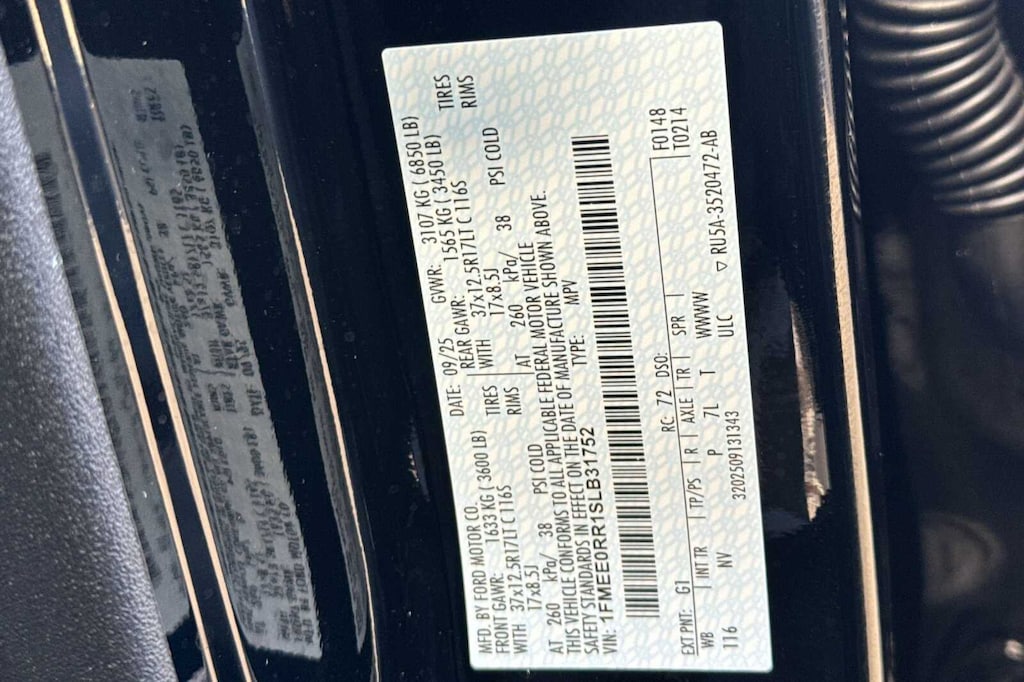 MFD. BY FORD MOTOR CO.
DATE: 09/25 GVWR: 3107 KG ( 6850 LB)
FRONT GAWR: 1633 KG ( 3600 LB) REAR GAWR: 1565 KG ( 3450 LB)
WITH 37x12.5R17LT C 116S TIRES WITH 37x12.5R17LT C 116S TIRES
17x8.5J RIMS 17x8.5J RIMS
AT 260 kPa/ 38 PSI COLD AT 260 kPa/ 38 PSI COLD
THIS VEHICLE CONFORMS TO ALL APPLICABLE FEDERAL MOTOR VEHICLE
SAFETY STANDARDS IN EFFECT ON THE DATE OF MANUFACTURE SHOWN ABOVE.
VIN: 1FMEE0RR1SLB31752 TYPE: MPV
EXT PNT: G1 RC: 72 DSO: F0148
WB INT TR TP/PS R AXLE TR SPR T0214
116 NV P 7L T WWWW
ULC
320250913134​3 ▽ RU5A-3520472-AB